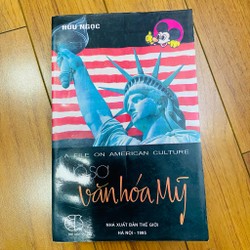 HỮU NGỌC
A FILE ON AMERICAN CULTURE
HỒ SƠ
văn hóa Mỹ
NHÀ XUẤT BẢN THẾ GIỚI
HÀ NỘI - 1995